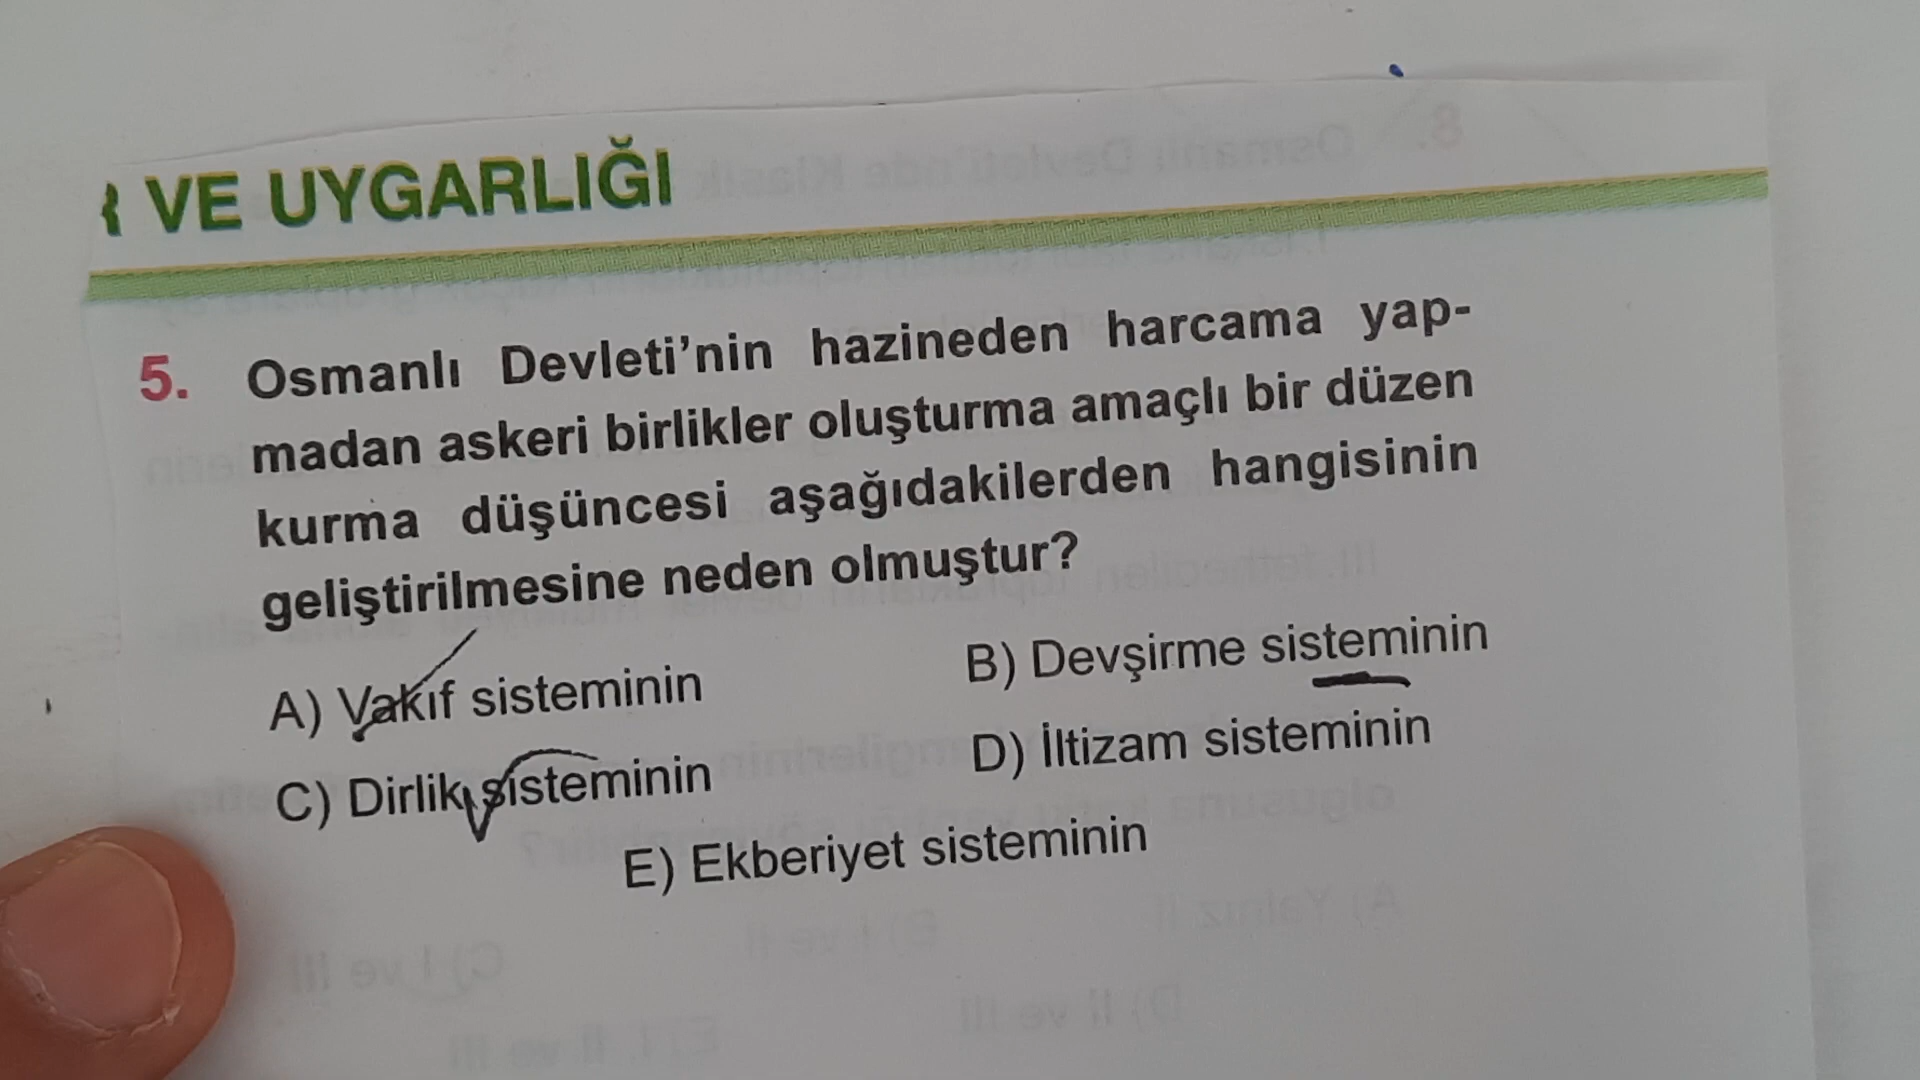 VE UYGARLIĞI
5. Osmanlı Devleti'nin hazineden harcama yap-
madan askeri birlikler oluşturma amaçlı bir düzen
kurma düşüncesi aşağıdakilerden hangisinin
geliştirilmesine neden olmuştur?
A) Vakıf sisteminin B) Devşirme sisteminin
C) Dirlik sisteminin D) İltizam sisteminin
E) Ekberiyet sisteminin